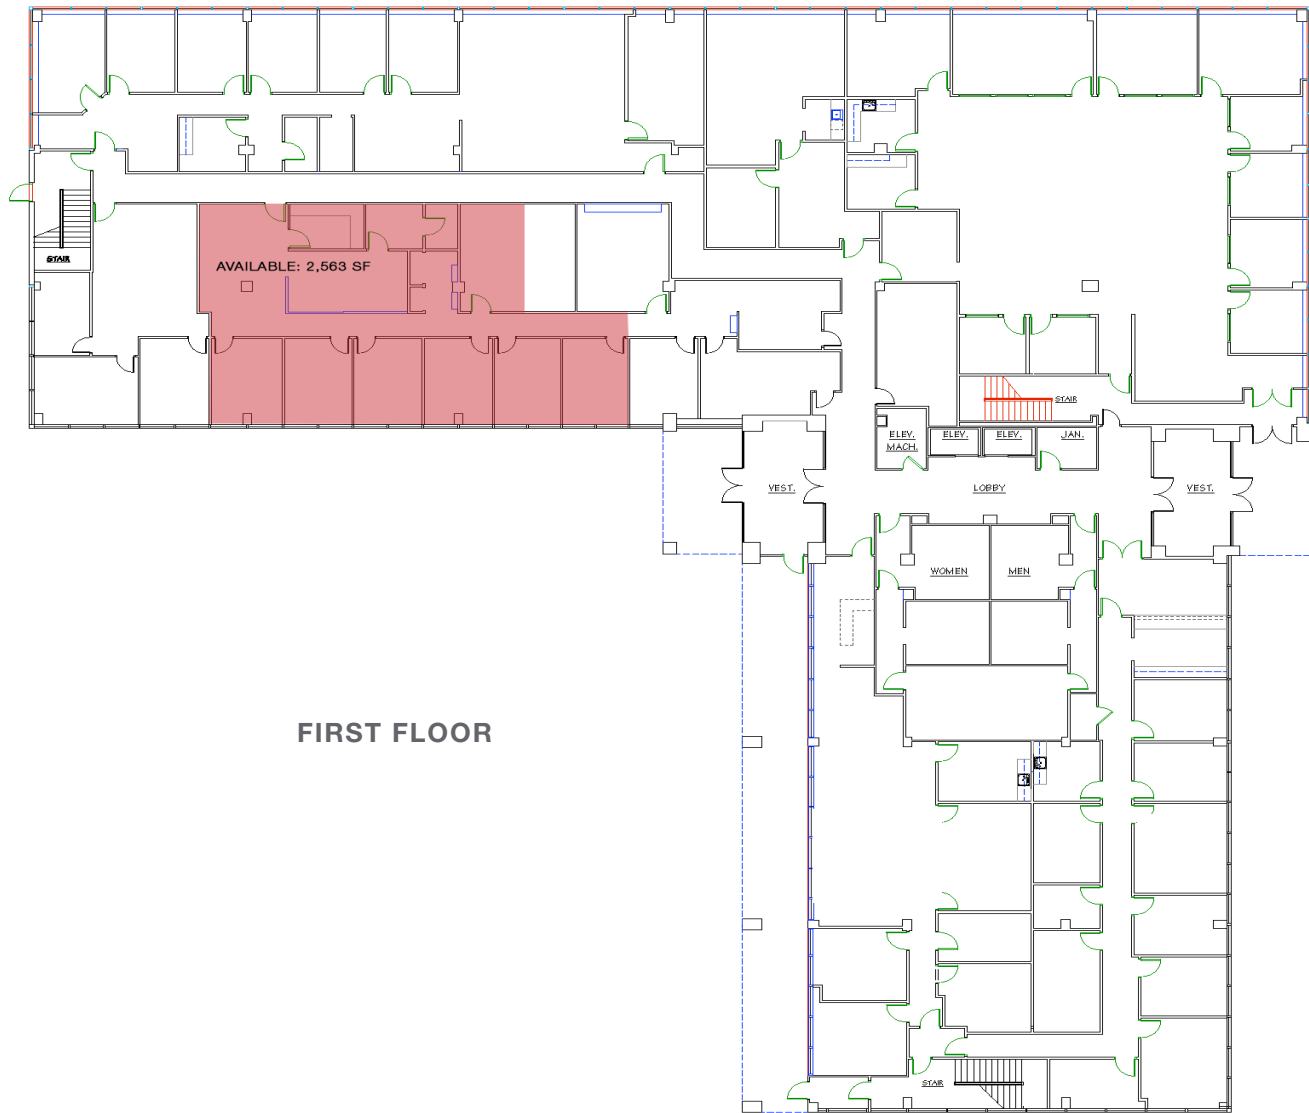 STAIR
AVAILABLE: 2,563 SF
STAIR
ELEV.
MACH.
ELEV.
ELEV.
JAN.
VEST.
LOBBY
VEST.
WOMEN
MEN
FIRST FLOOR
STAIR